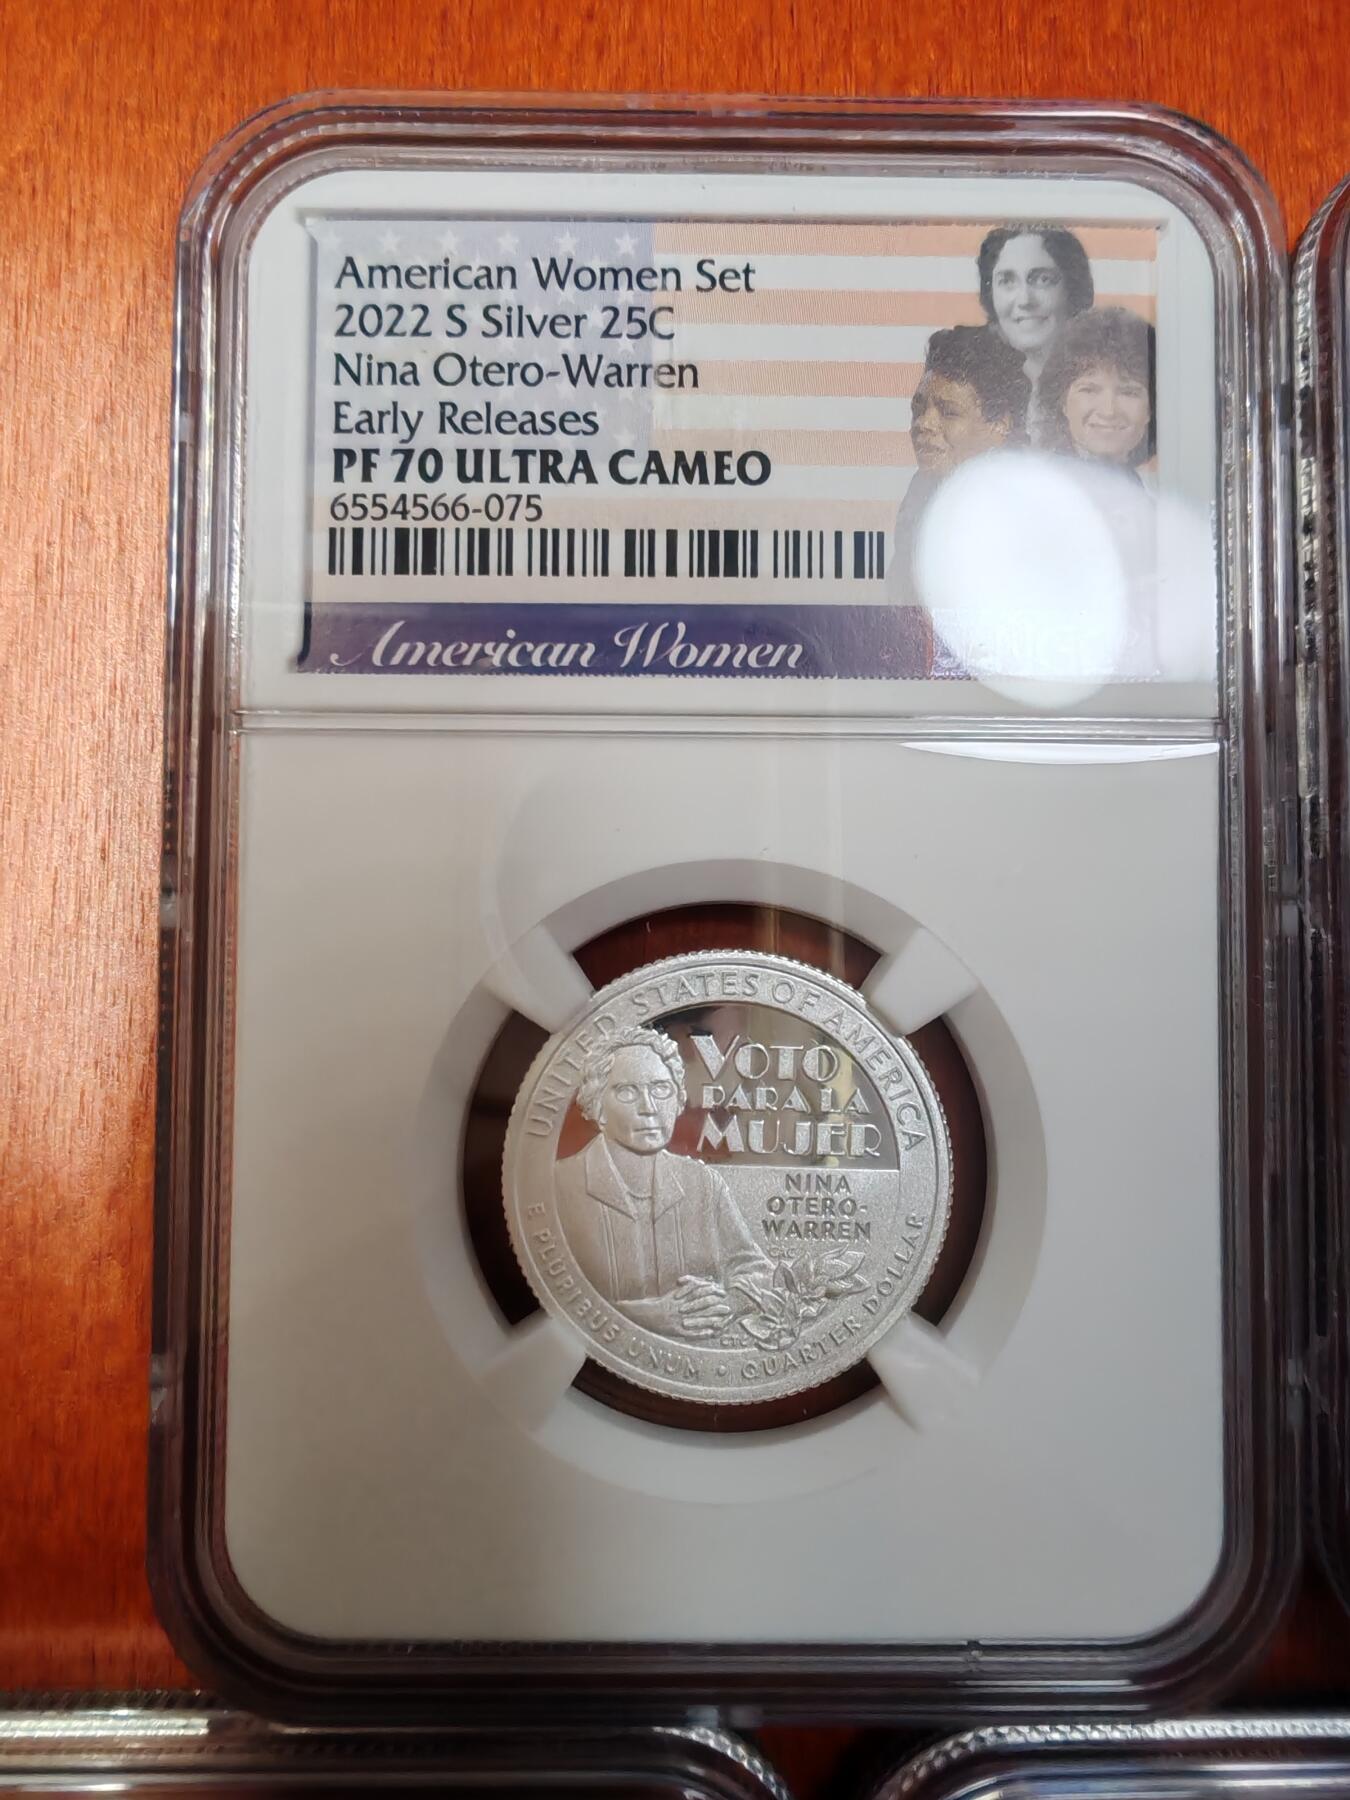 American Women Set
2022 S Silver 25C
Nina Otero-Warren
Early Releases
PF 70 ULTRA CAMEO
6554566-075
American Women
UNITED STATES OF AMERICA
VOTO
PARA LA
MUJER
NINA
OTERO-
WARREN
E PLURIBUS UNUM • QUARTER DOLLAR